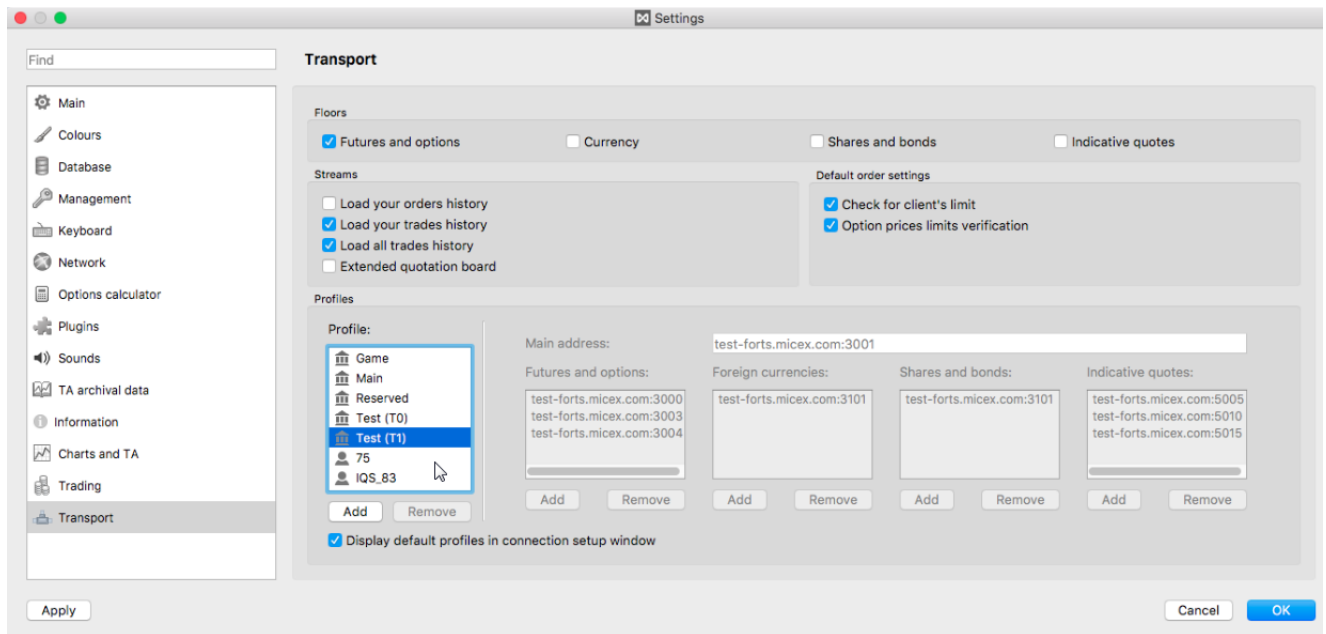 Settings
Find
Transport
Main
Colours
Database
Management
Keyboard
Network
Options calculator
Plugins
Sounds
TA archival data
Information
Charts and TA
Trading
Transport
Floors
Futures and options
Currency
Shares and bonds
Indicative quotes
Streams
Load your orders history
Load your trades history
Load all trades history
Extended quotation board
Default order settings
Check for client's limit
Option prices limits verification
Profiles
Profile:
Game
Main
Reserved
Test (T0)
Test (T1)
75
IQS_83
Add Remove
Main address: test-forts.micex.com:3001
Futures and options:
test-forts.micex.com:3000
test-forts.micex.com:3003
test-forts.micex.com:3004
Add Remove
Foreign currencies:
test-forts.micex.com:3101
Add Remove
Shares and bonds:
test-forts.micex.com:3101
Add Remove
Indicative quotes:
test-forts.micex.com:5005
test-forts.micex.com:5010
test-forts.micex.com:5015
Add Remove
Display default profiles in connection setup window
Apply
Cancel
OK